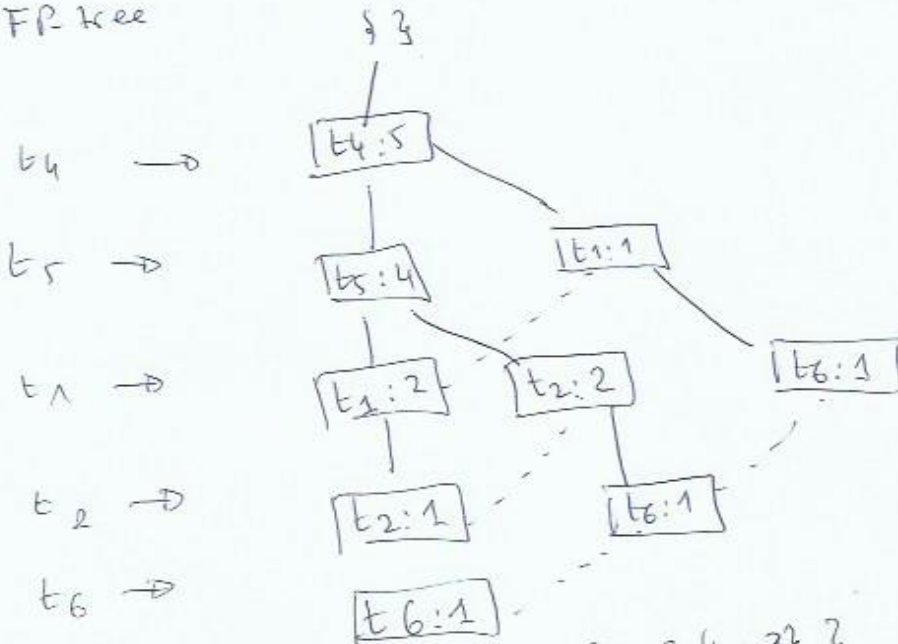 FP-tree { }
t4 → t4:5
t5 → t5:4 t1:1
t1 → t1:2 t2:2 t6:1
t2 → t2:1 t6:1
t6 → t6:1